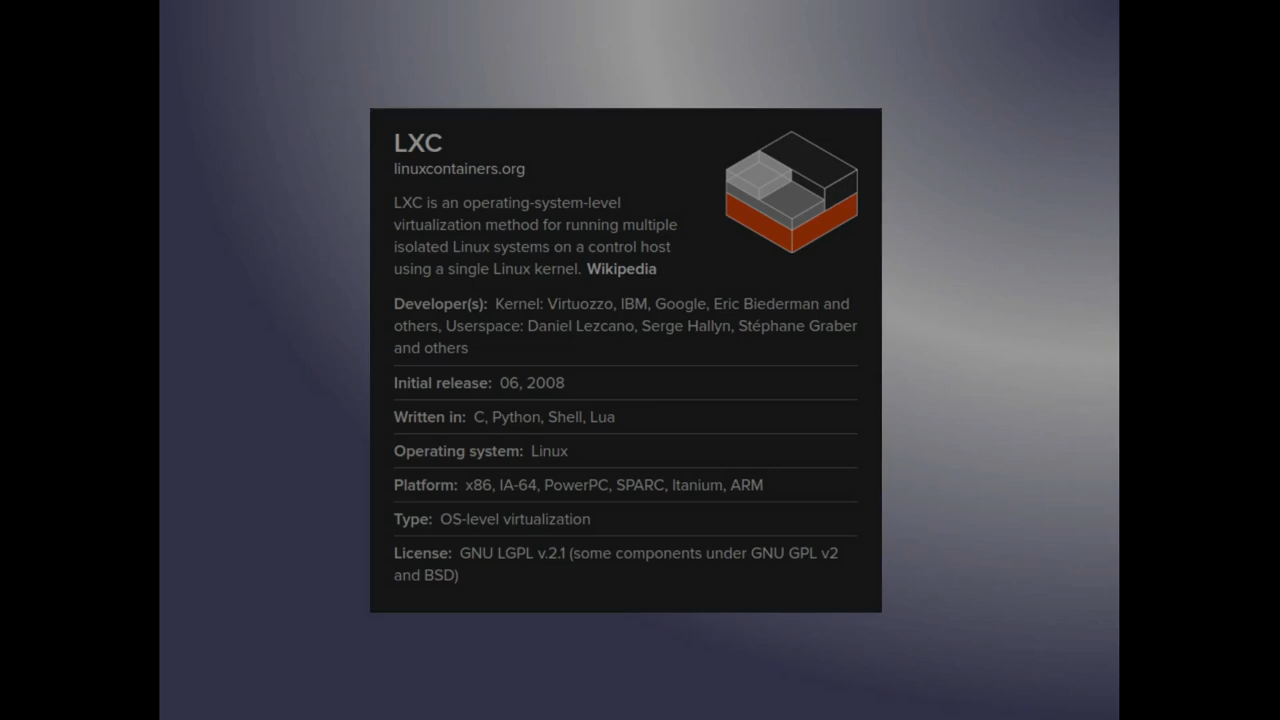 LXC
linuxcontainers.org
LXC is an operating-system-level
virtualization method for running multiple
isolated Linux systems on a control host
using a single Linux kernel. Wikipedia
Developer(s): Kernel: Virtuozzo, IBM, Google, Eric Biederman and
others, Userspace: Daniel Lezcano, Serge Hallyn, Stéphane Graber
and others
Initial release: 06, 2008
Written in: C, Python, Shell, Lua
Operating system: Linux
Platform: x86, IA-64, PowerPC, SPARC, Itanium, ARM
Type: OS-level virtualization
License: GNU LGPL v.2.1 (some components under GNU GPL v2
and BSD)